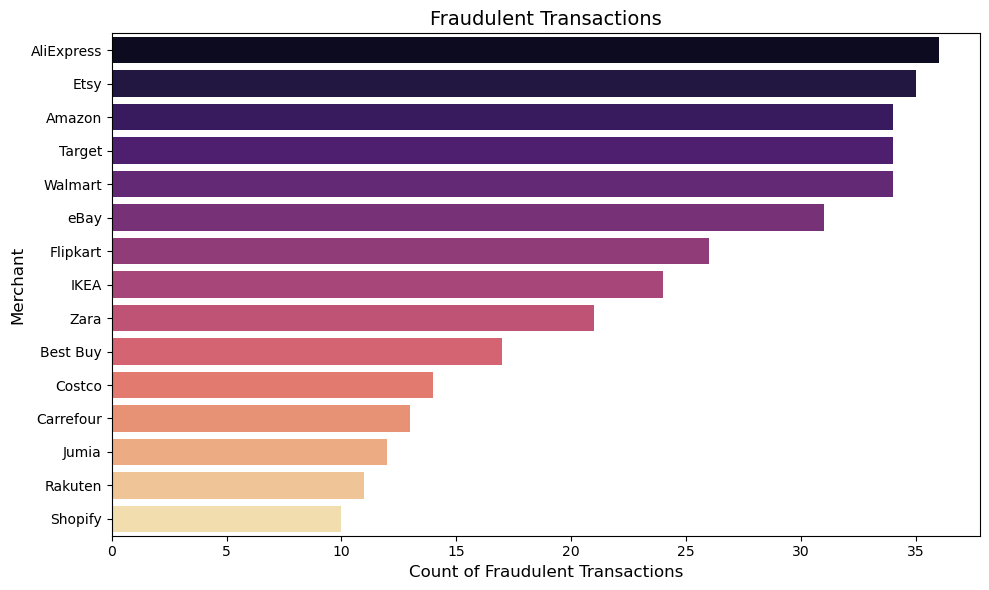 Fraudulent Transactions
Merchant
AliExpress
Etsy
Amazon
Target
Walmart
eBay
Flipkart
IKEA
Zara
Best Buy
Costco
Carrefour
Jumia
Rakuten
Shopify
0 5 10 15 20 25 30 35
Count of Fraudulent Transactions